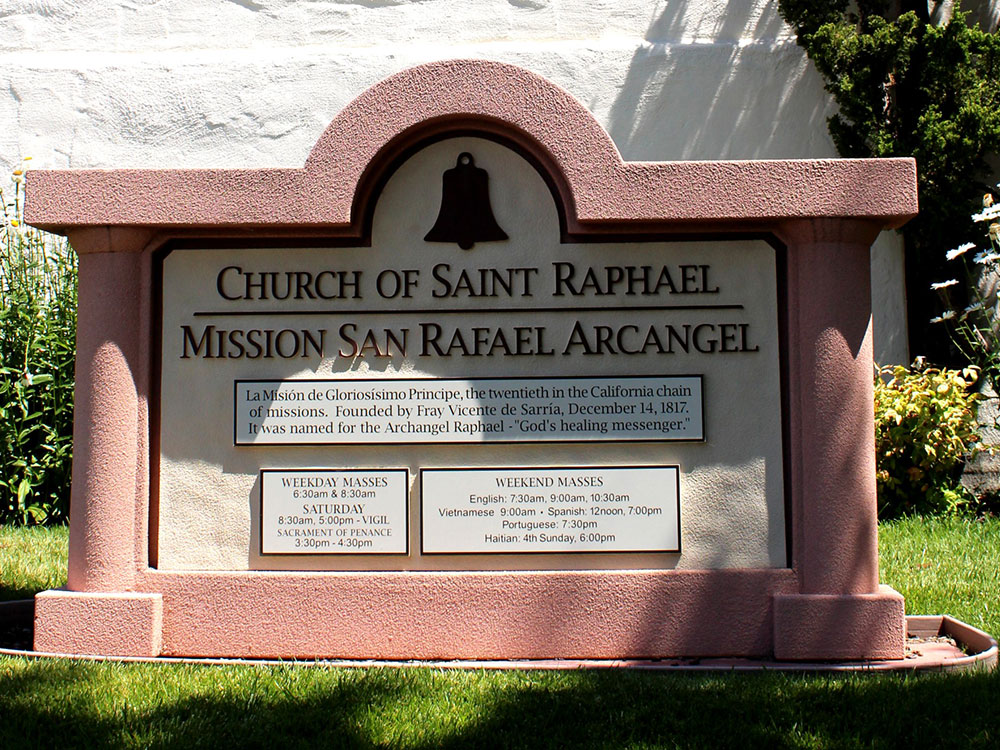 CHURCH OF SAINT RAPHAEL
MISSION SAN RAFAEL ARCANGEL
La Misión de Gloriosísimo Principe, the twentieth in the California chain
of missions. Founded by Fray Vicente de Sarría, December 14, 1817.
It was named for the Archangel Raphael - "God's healing messenger."
WEEKDAY MASSES
6:30am & 8:30am
SATURDAY
8:30am, 5:00pm - VIGIL
SACRAMENT OF PENANCE
3:30pm - 4:30pm
WEEKEND MASSES
English: 7:30am, 9:00am, 10:30am
Vietnamese 9:00am • Spanish: 12noon, 7:00pm
Portuguese: 7:30pm
Haitian: 4th Sunday, 6:00pm